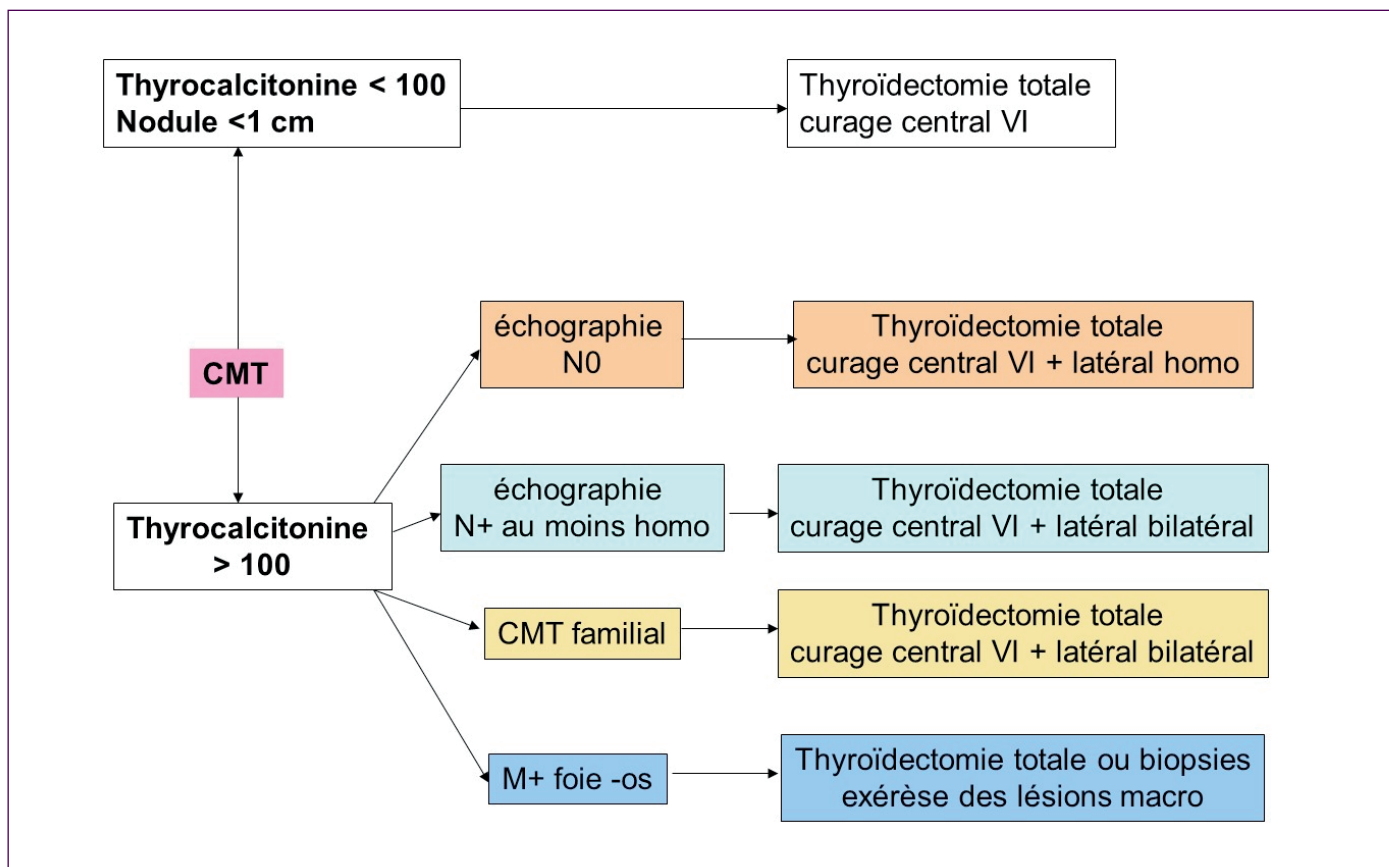 Thyrocalcitonine < 100
Nodule <1 cm
Thyroïdectomie totale
curage central VI
CMT
échographie
N0
Thyroïdectomie totale
curage central VI + latéral homo
Thyrocalcitonine
> 100
échographie
N+ au moins homo
Thyroïdectomie totale
curage central VI + latéral bilatéral
CMT familial
Thyroïdectomie totale
curage central VI + latéral bilatéral
M+ foie -os
Thyroïdectomie totale ou biopsies
exérèse des lésions macro